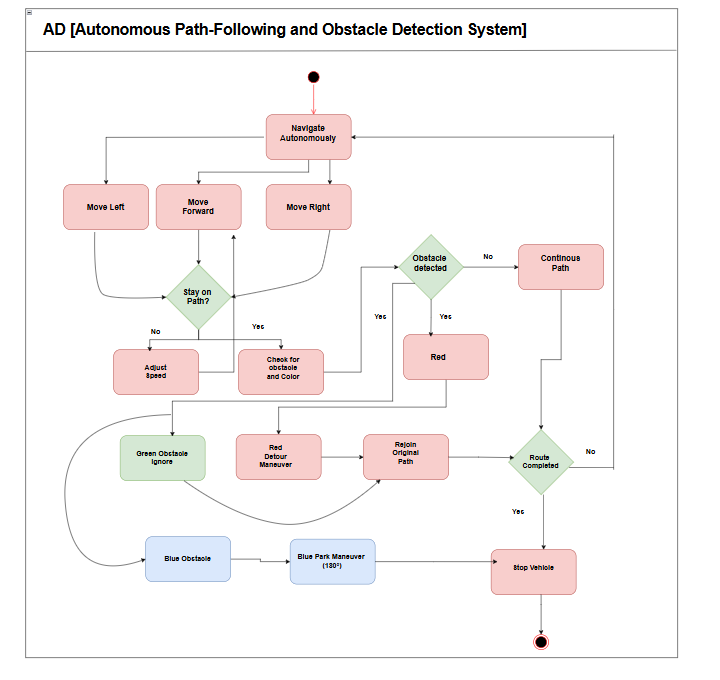 AD [Autonomous Path-Following and Obstacle Detection System]
Navigate
Autonomously
Move Left
Move
Forward
Move Right
Obstacle
detected
No
Continous
Path
Stay on
Path?
No
Yes
Yes
Yes
Adjust
Speed
Check for
obstacle
and Color
Red
Green Obstacle
Ignore
Red
Detour
Maneuver
Rejoin
Original
Path
Route
Completed
No
Yes
Blue Obstacle
Blue Park Maneuver
(180°)
Stop Vehicle